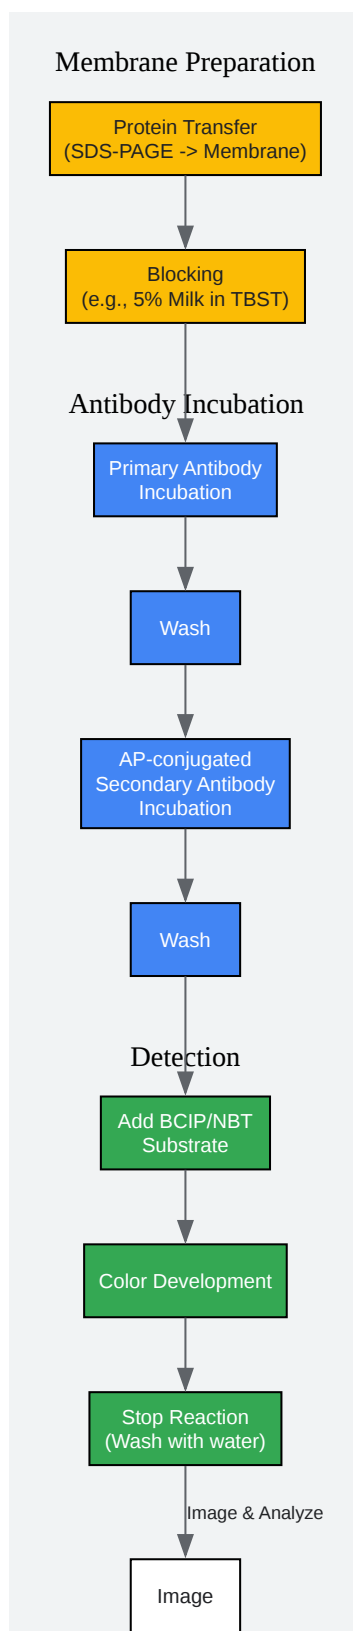 Membrane Preparation
Protein Transfer
(SDS-PAGE -> Membrane)
Blocking
(e.g., 5% Milk in TBST)
Antibody Incubation
Primary Antibody
Incubation
Wash
AP-conjugated
Secondary Antibody
Incubation
Wash
Detection
Add BCIP/NBT
Substrate
Color Development
Stop Reaction
(Wash with water)
Image & Analyze
Image